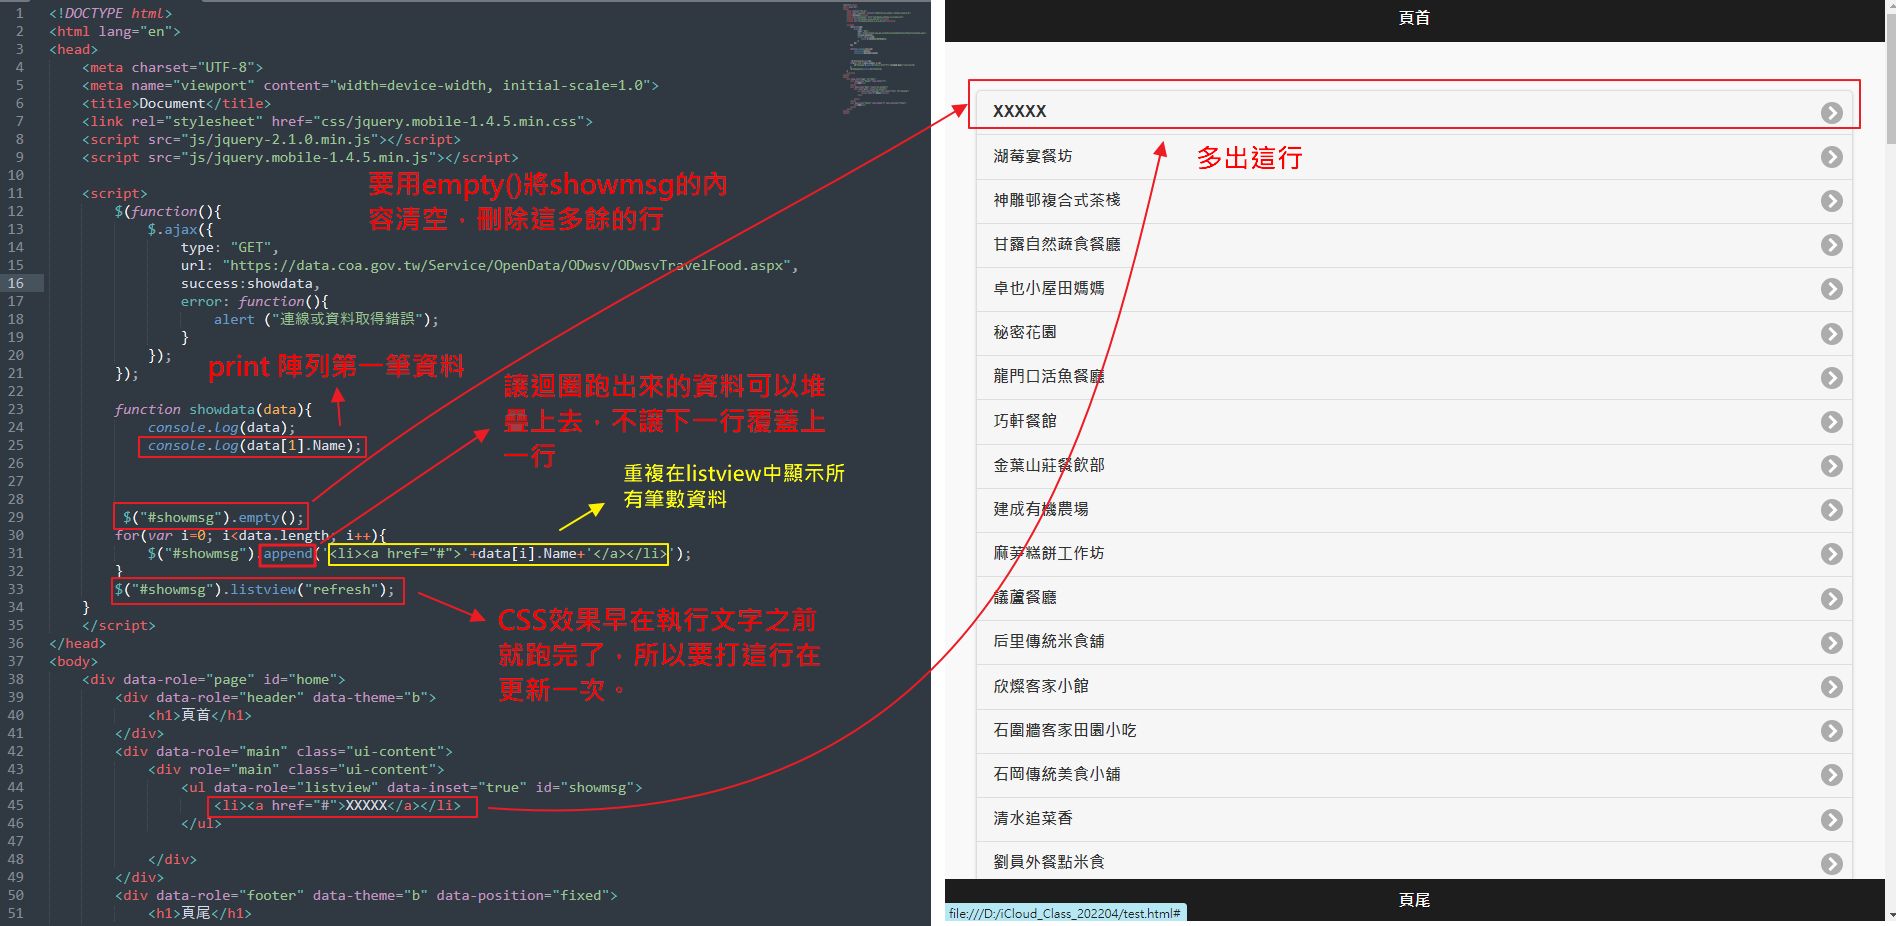 1 <!DOCTYPE html>
2 <html lang="en">
3 <head>
4 <meta charset="UTF-8">
5 <meta name="viewport" content="width=device-width, initial-scale=1.0">
6 <title>Document</title>
7 <link rel="stylesheet" href="css/jquery.mobile-1.4.5.min.css">
8 <script src="js/jquery-2.1.0.min.js"></script>
9 <script src="js/jquery.mobile-1.4.5.min.js"></script>
10
11 <script>
12 $(function(){
13 $.ajax({
14 type: "GET",
15 url: "https://data.coa.gov.tw/Service/OpenData/ODwsv/ODwsvTravelFood.aspx",
16 success:showdata,
17 error: function(){
18 alert ("連線或資料取得錯誤");
19 }
20 });
21 });
22
23 function showdata(data){
24 console.log(data);
25 console.log(data[1].Name);
26
27
28
29 $("#showmsg").empty();
30 for(var i=0; i<data.length; i++){
31 $("#showmsg").append('<li><a href="#">'+data[i].Name+'</a></li>');
32 }
33 $("#showmsg").listview("refresh");
34 }
35 </script>
36 </head>
37 <body>
38 <div data-role="page" id="home">
39 <div data-role="header" data-theme="b">
40 <h1>頁首</h1>
41 </div>
42 <div data-role="main" class="ui-content">
43 <div role="main" class="ui-content">
44 <ul data-role="listview" data-inset="true" id="showmsg">
45 <li><a href="#">XXXXX</a></li>
46 </ul>
47
48 </div>
49 </div>
50 <div data-role="footer" data-theme="b" data-position="fixed">
51 <h1>頁尾</h1>
要用empty()將showmsg的內
容清空，刪除這多餘的行
print 陣列第一筆資料
讓迴圈跑出來的資料可以堆
疊上去，不讓下一行覆蓋上
一行
重複在listview中顯示所
有筆數資料
CSS效果早在執行文字之前
就跑完了，所以要打這行在
更新一次。
頁首
XXXXX
多出這行
湖莓宴餐坊
神雕邨複合式茶棧
甘露自然蔬食餐廳
卓也小屋田媽媽
秘密花園
龍門口活魚餐廳
巧軒餐館
金葉山莊餐飲部
建成有機農場
麻芛糕餅工作坊
議蘆餐廳
后里傳統米食舖
欣燦客家小館
石圍牆客家田園小吃
石岡傳統美食小舖
清水追菜香
劉員外餐點米食
頁尾
file:///D:/iCloud_Class_202204/test.html#